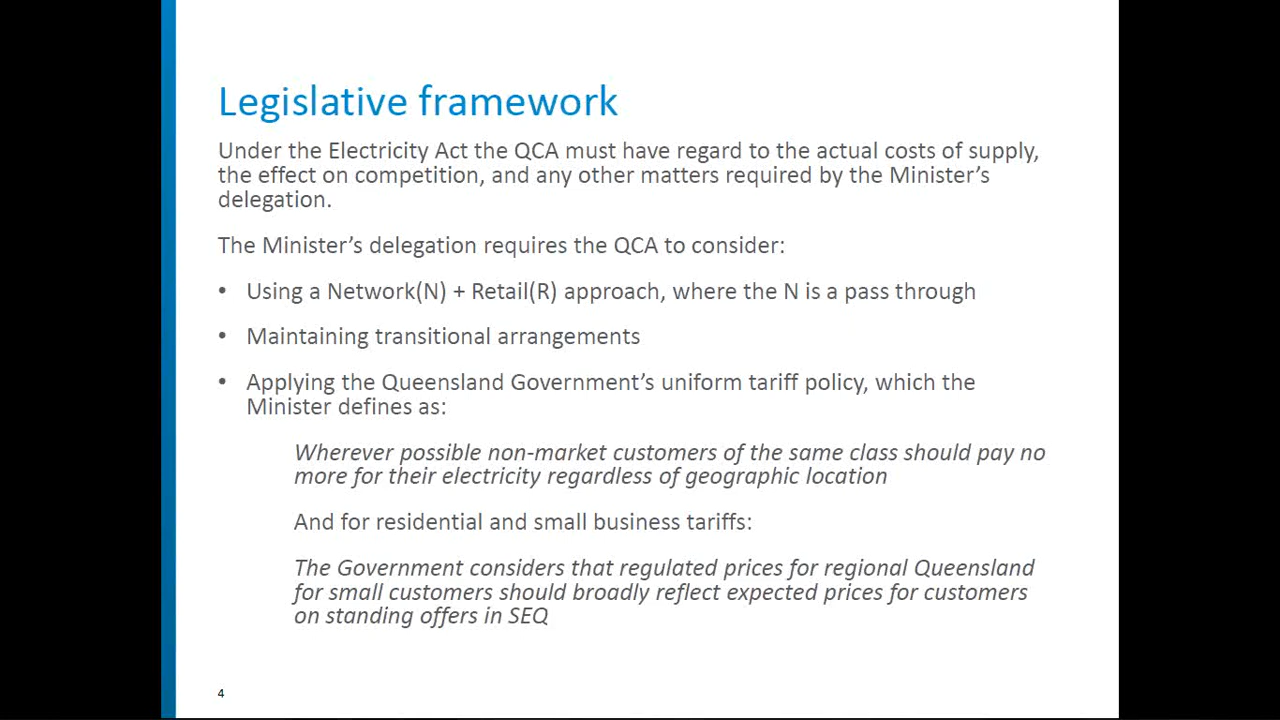 Legislative framework
Under the Electricity Act the QCA must have regard to the actual costs of supply,
the effect on competition, and any other matters required by the Minister’s
delegation.
The Minister’s delegation requires the QCA to consider:
• Using a Network(N) + Retail(R) approach, where the N is a pass through
• Maintaining transitional arrangements
• Applying the Queensland Government’s uniform tariff policy, which the
Minister defines as:
Wherever possible non-market customers of the same class should pay no
more for their electricity regardless of geographic location
And for residential and small business tariffs:
The Government considers that regulated prices for regional Queensland
for small customers should broadly reflect expected prices for customers
on standing offers in SEQ
4